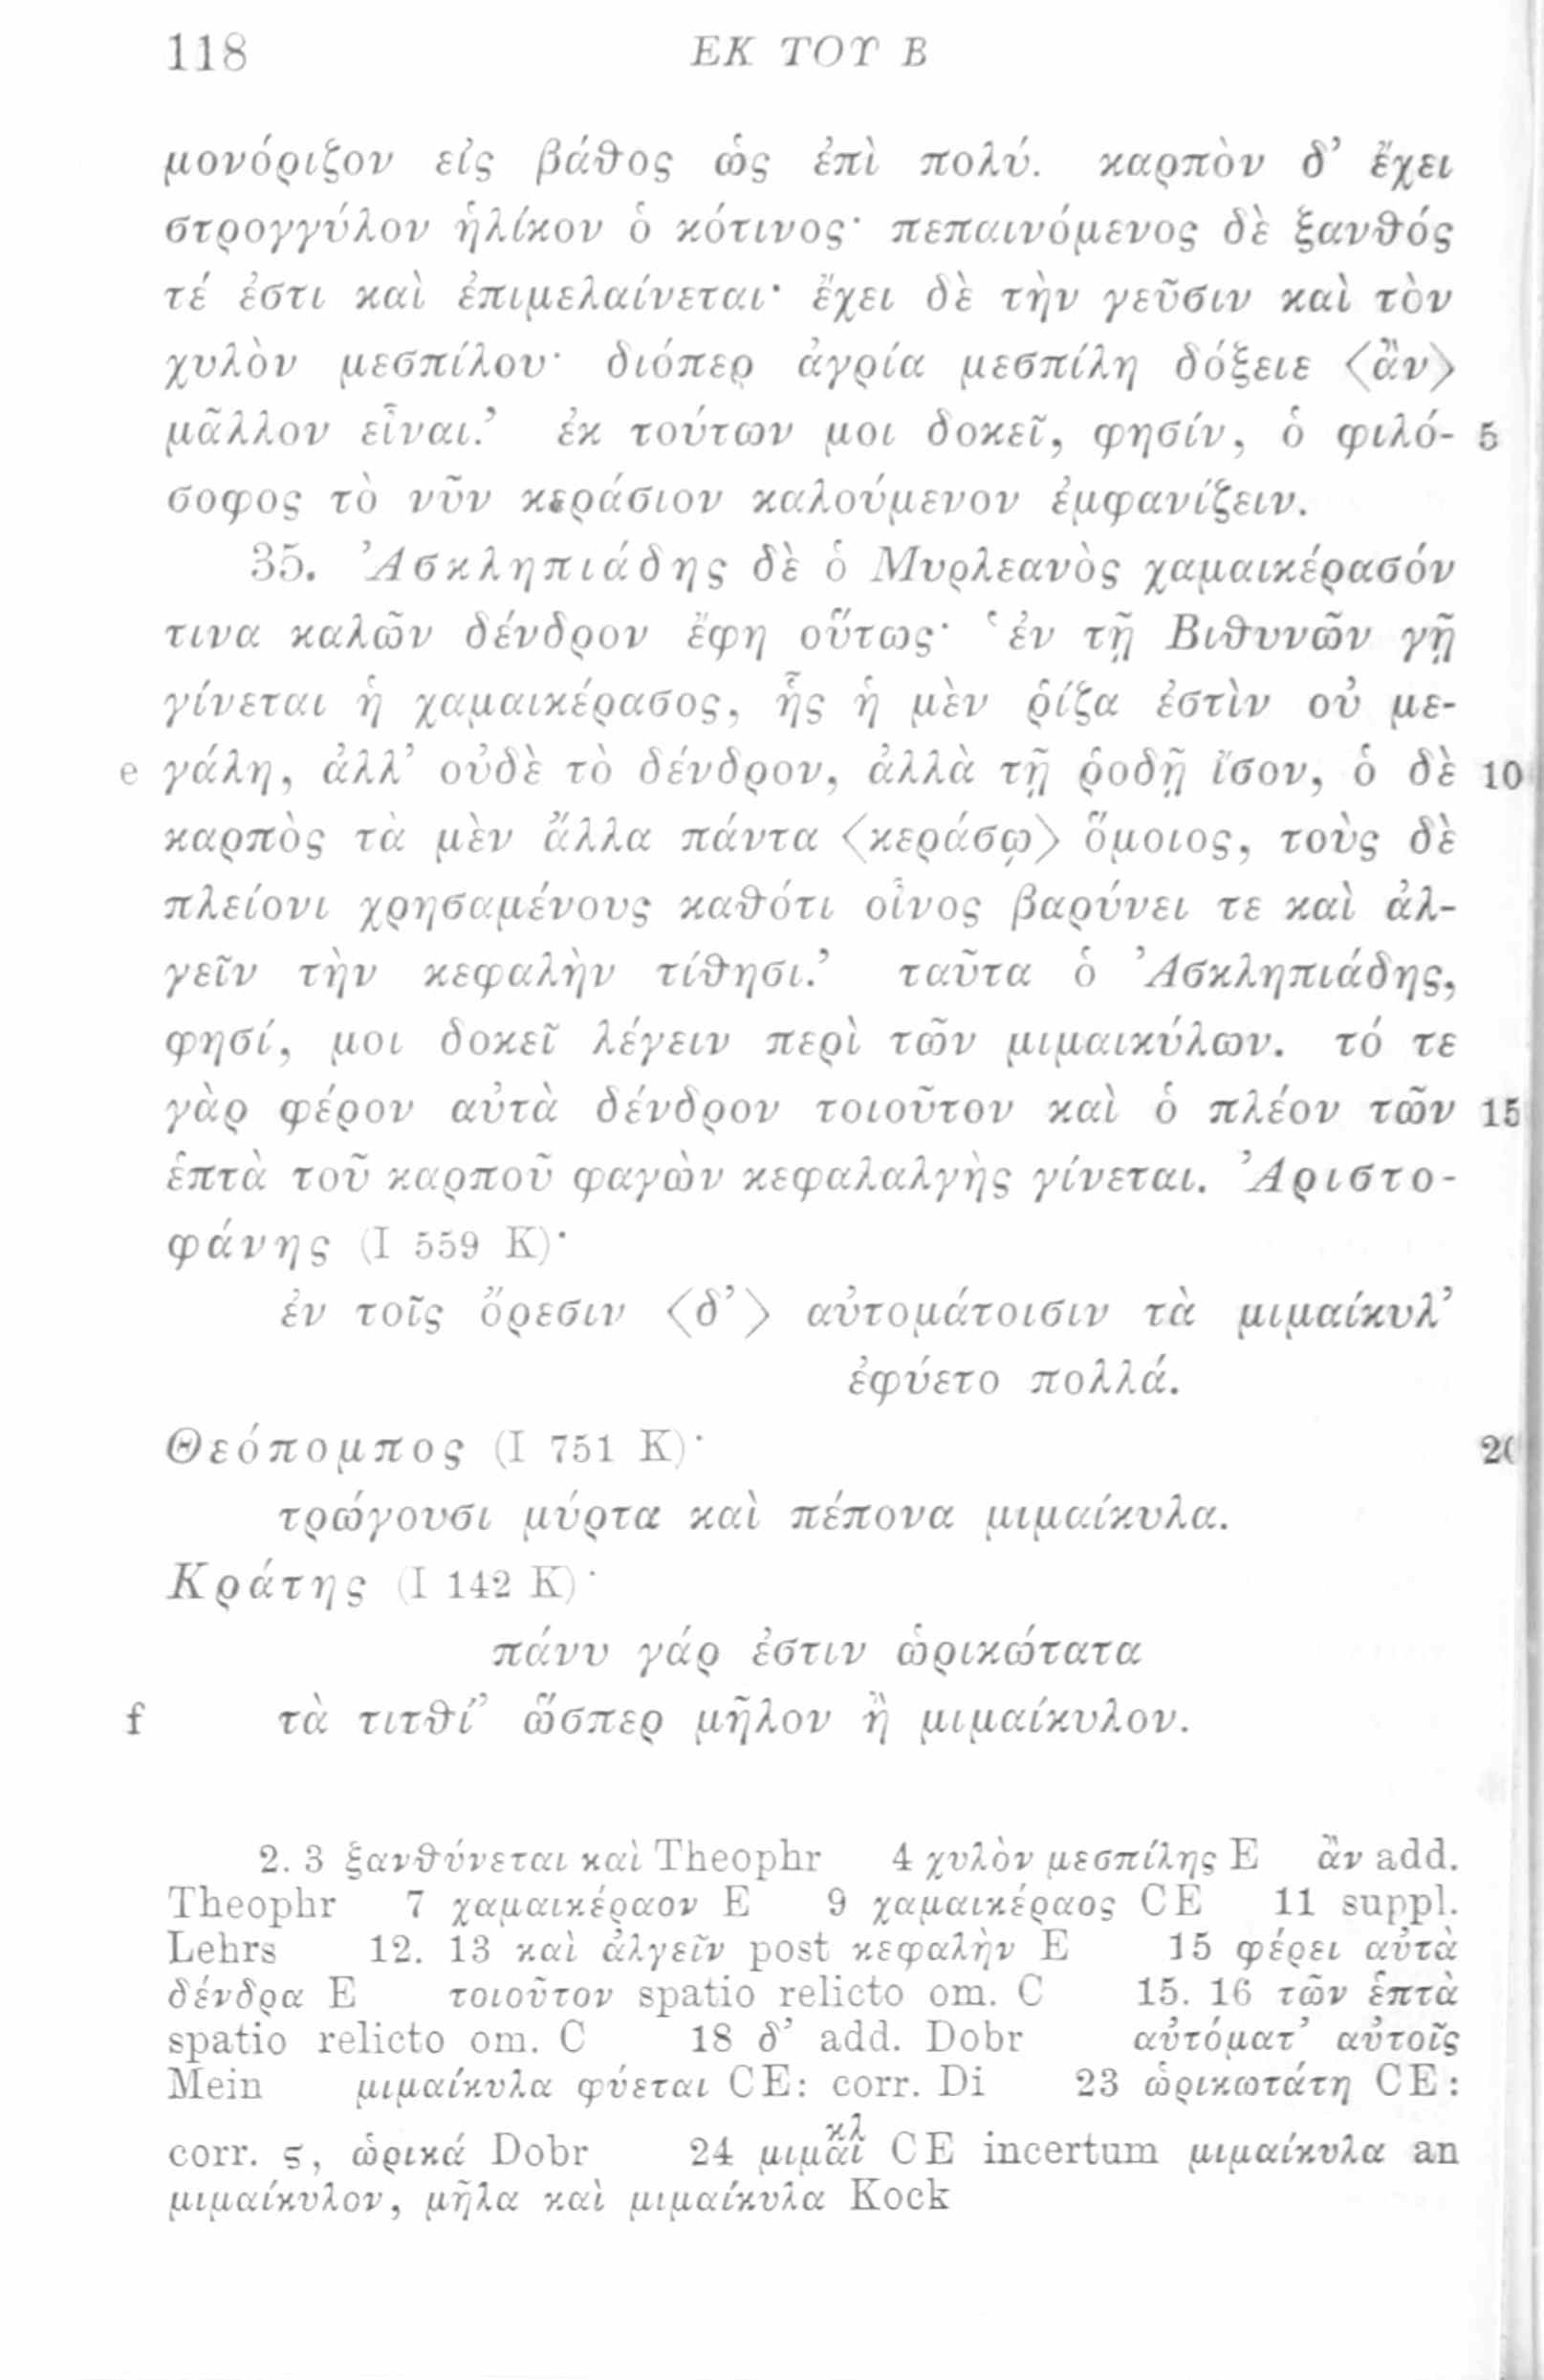 118 ΕΚ ΤΟΥ Β
μονόριζον εἰς βάθος ὡς ἐπὶ πολύ. καρπὸν δ’ ἔχει
στρογγύλον ἡλίκον ὁ κότινος· πεπαινόμενος δὲ ξανθός
τέ ἐστι καὶ ἐπιμελαίνεται· ἔχει δὲ τὴν γεῦσιν καὶ τὸν
χυλὸν μεσπίλου· διόπερ ἀγρία μεσπίλη δόξειε <ἂν>
μᾶλλον εἶναι.’ ἐκ τούτων μοι δοκεῖ, φησίν, ὁ φιλό- 5
σοφος τὸ νῦν κεράσιον καλούμενον ἐμφανίζειν.
35. Ἀσκληπιάδης δὲ ὁ Μυρλεανὸς χαμαικέρασόν
τινα καλῶν δένδρον ἔφη οὕτως· ‘ἐν τῇ Βιθυνῶν γῇ
γίνεται ἡ χαμαικέρασος, ἧς ἡ μὲν ῥίζα ἐστὶν οὐ με-
e γάλη, ἀλλ’ οὐδὲ τὸ δένδρον, ἀλλὰ τῇ ῥοδῇ ἴσον, ὁ δὲ 10
καρπὸς τὰ μὲν ἄλλα πάντα <κεράσῳ> ὅμοιος, τοὺς δὲ
πλείονι χρησαμένους καθότι οἶνος βαρύνει τε καὶ ἀλ-
γεῖν τὴν κεφαλὴν τίθησι.’ ταῦτα ὁ Ἀσκληπιάδης,
φησί, μοι δοκεῖ λέγειν περὶ τῶν μιμαικύλων. τό τε
γὰρ φέρον αὐτὰ δένδρον τοιοῦτον καὶ ὁ πλέον τῶν 15
ἑπτὰ τοῦ καρποῦ φαγὼν κεφαλαλγὴς γίνεται. Ἀριστο-
φάνης (I 559 K)·
ἐν τοῖς ὄρεσιν <δ’> αὐτομάτοισιν τὰ μιμαίκυλ’
ἐφύετο πολλά.
Θεόπομπος (I 751 K)· 20
τρώγουσι μύρτα καὶ πέπονα μιμαίκυλα.
Κράτης (I 142 K)·
πάνυ γάρ ἐστιν ὡρικώτατα
f τὰ τιτθί’ ὥσπερ μῆλον ἢ μιμαίκυλον.
2. 3 ξανθύνεται καὶ Theophr 4 χυλὸν μεσπίλης E ἂν add.
Theophr 7 χαμαικέραον E 9 χαμαικέραος CE 11 suppl.
Lehrs 12. 13 καὶ ἀλγεῖν post κεφαλὴν E 15 φέρει αὐτὰ
δένδρα E τοιοῦτον spatio relicto om. C 15. 16 τῶν ἑπτὰ
spatio relicto om. C 18 δ’ add. Dobr αὐτόματ’ αὐτοῖς
Mein μιμαίκυλα φύεται CE: corr. Di 23 ὡρικωτάτη CE:
corr. ς, ὡρικά Dobr 24 μιμαῖκλ CE incertum μιμαίκυλα an
μιμαίκυλον, μῆλα καὶ μιμαίκυλα Kock